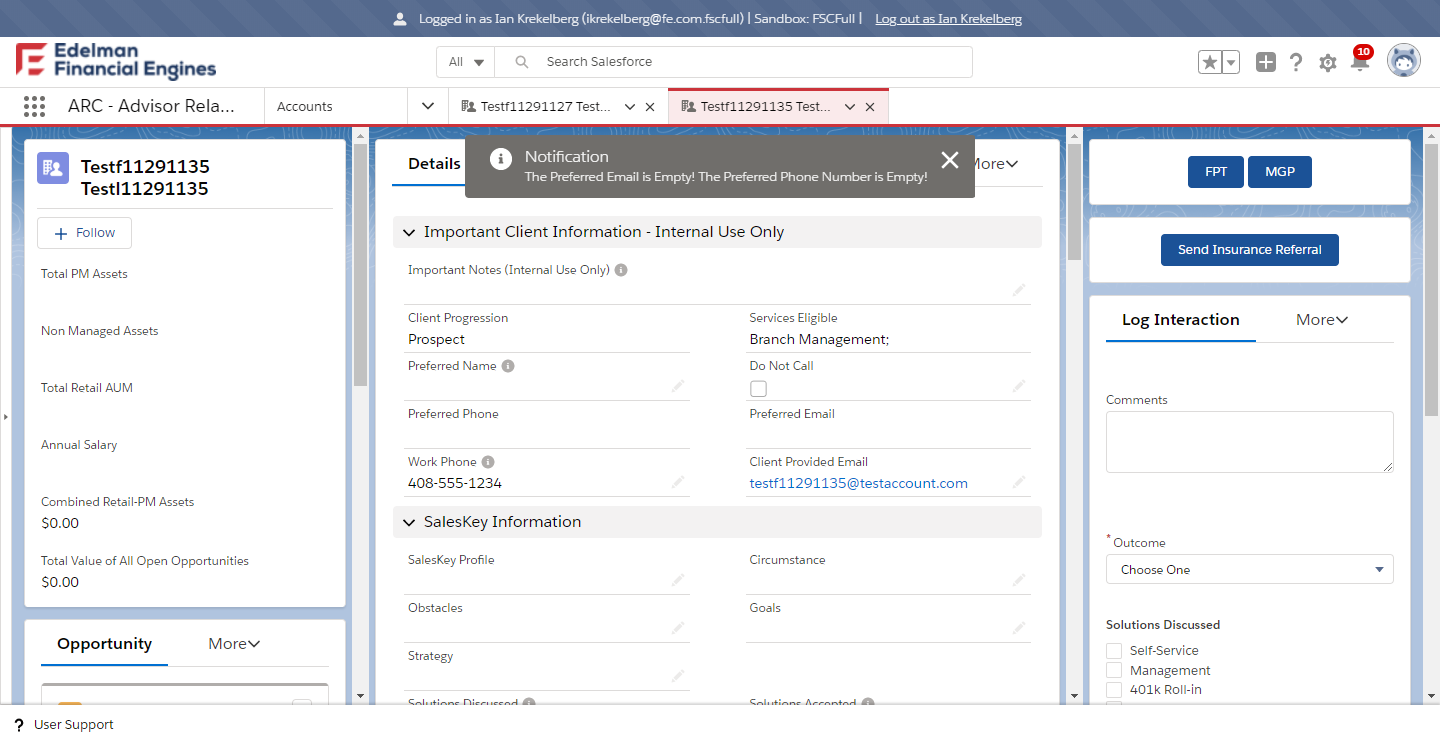 Logged in as Ian Krekelberg (ikrekelberg@fe.com.fscfull) | Sandbox: FSCFull | Log out as Ian Krekelberg
Edelman
Financial Engines
All
Search Salesforce
10
ARC - Advisor Rela...
Accounts
Testf11291127 Test...
Testf11291135 Test...
Testf11291135
Testl11291135
Follow
Total PM Assets
Non Managed Assets
Total Retail AUM
Annual Salary
Combined Retail-PM Assets
$0.00
Total Value of All Open Opportunities
$0.00
Opportunity
More
Details
Notification
The Preferred Email is Empty! The Preferred Phone Number is Empty!
More
Important Client Information - Internal Use Only
Important Notes (Internal Use Only)
Client Progression
Prospect
Services Eligible
Branch Management;
Preferred Name
Do Not Call
Preferred Phone
Preferred Email
Work Phone
408-555-1234
Client Provided Email
testf11291135@testaccount.com
SalesKey Information
SalesKey Profile
Circumstance
Obstacles
Goals
Strategy
Solutions Discussed
Solutions Accepted
FPT
MGP
Send Insurance Referral
Log Interaction
More
Comments
* Outcome
Choose One
Solutions Discussed
Self-Service
Management
401k Roll-in
? User Support